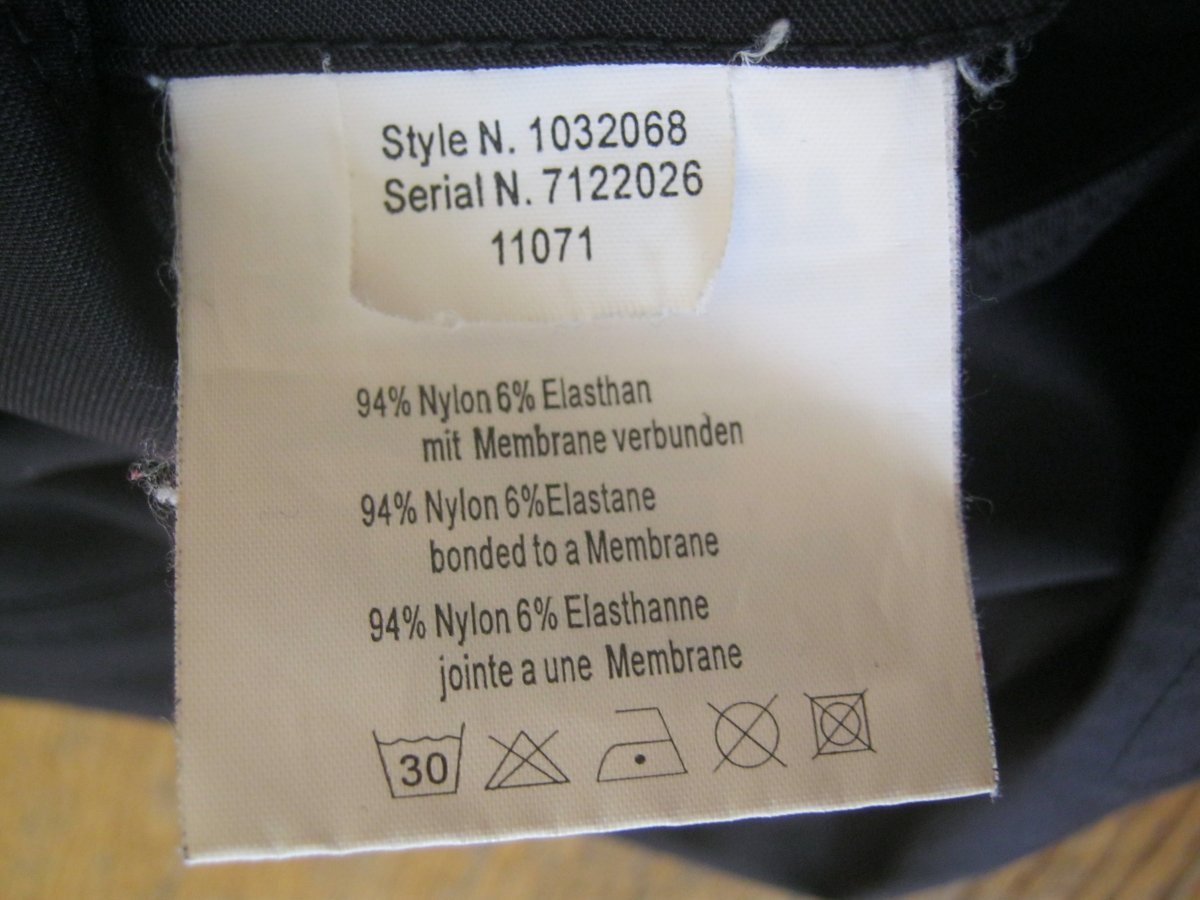 Style N. 1032068
Serial N. 7122026
11071
94% Nylon 6% Elasthan
mit Membrane verbunden
94% Nylon 6%Elastane
bonded to a Membrane
94% Nylon 6% Elasthanne
jointe a une Membrane
30